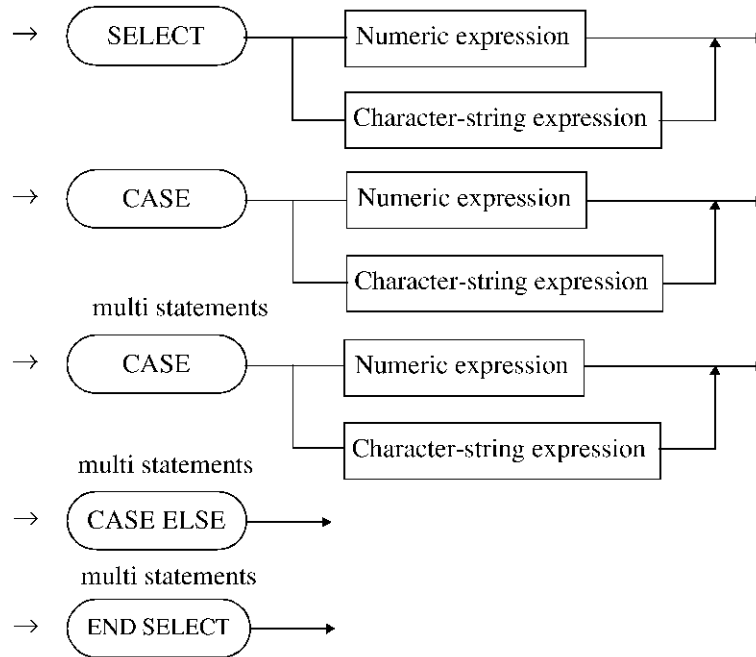 SELECT Numeric expression
Character-string expression
CASE Numeric expression
Character-string expression
multi statements
CASE Numeric expression
Character-string expression
multi statements
CASE ELSE
multi statements
END SELECT